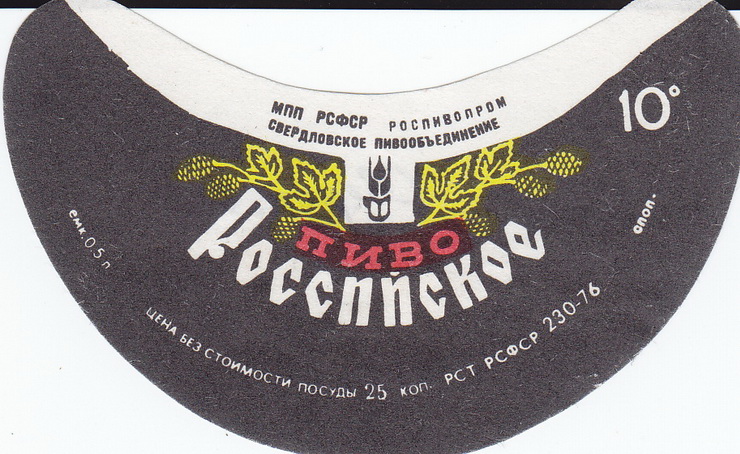 МПП РСФСР РОСПИВОПРОМ
СВЕРДЛОВСКОЕ ПИВООБЪЕДИНЕНИЕ
10°
ПИВО
Российское
емк. 0.5 л
спол-
ЦЕНА БЕЗ СТОИМОСТИ ПОСУДЫ 25 КОП. РСТ РСФСР 230-76